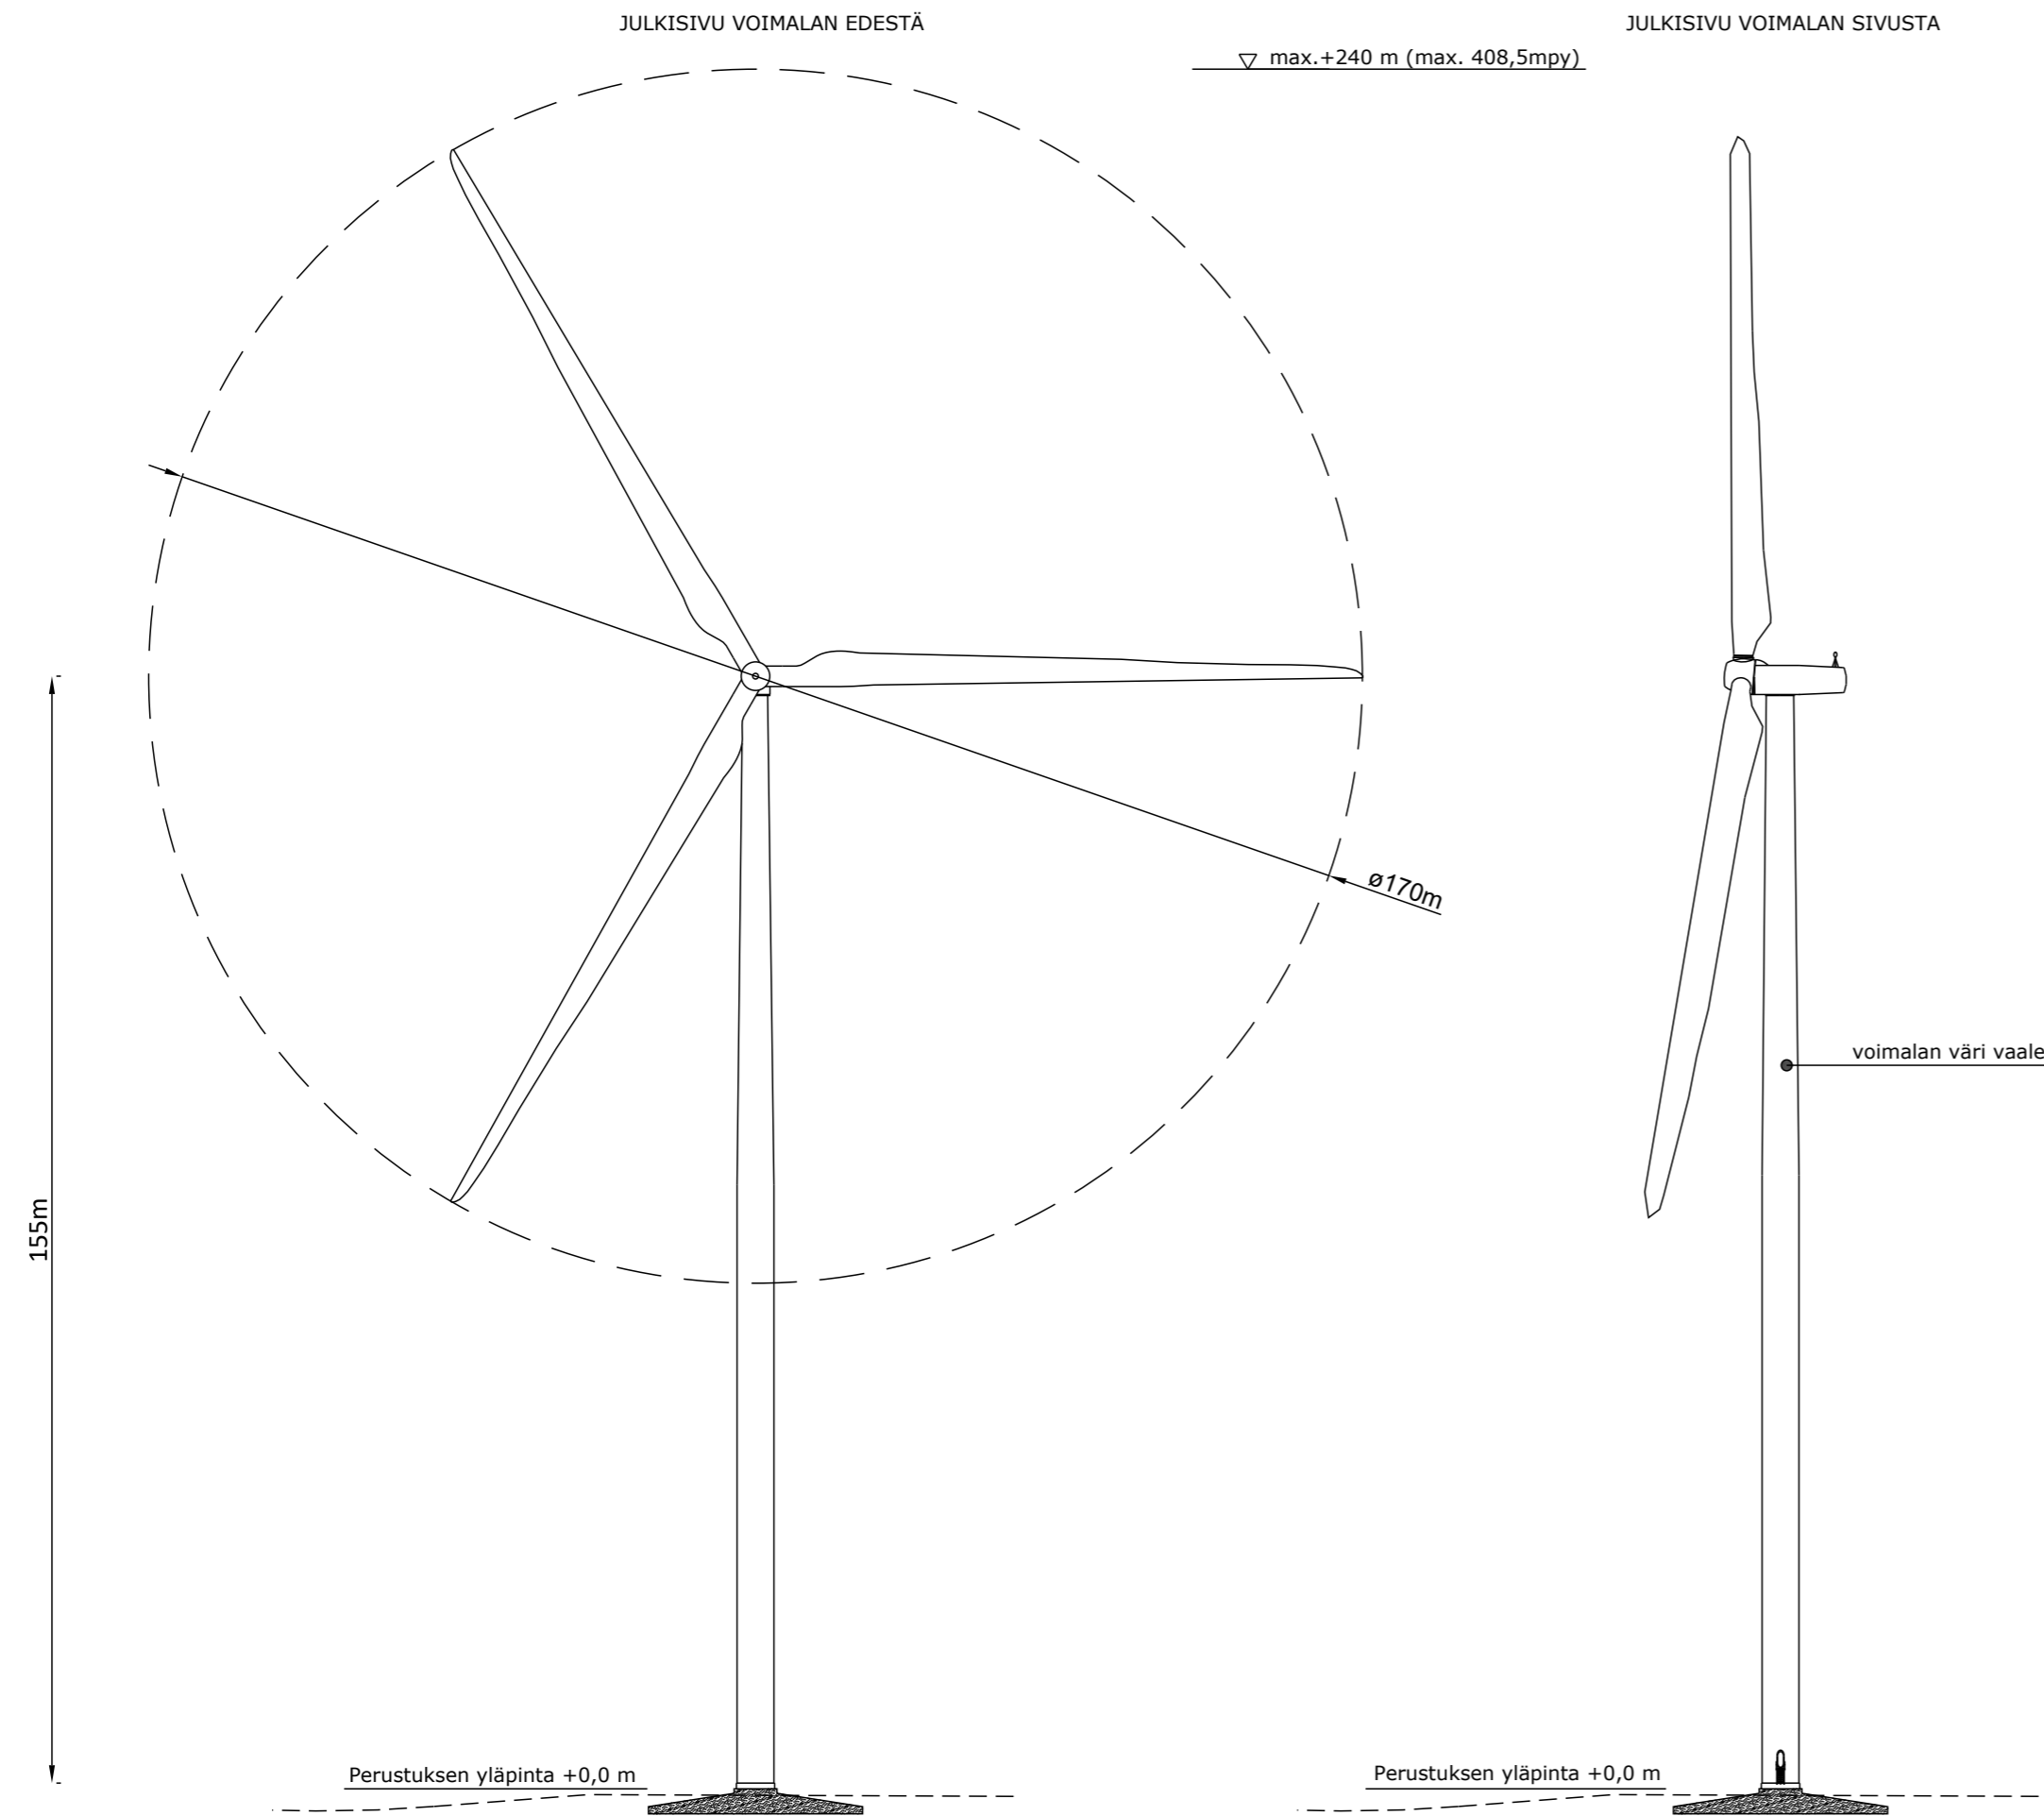 JULKISIVU VOIMALAN EDESTÄ
JULKISIVU VOIMALAN SIVUSTA
max.+240 m (max. 408,5mpy)
ø170m
voimalan väri vaale
155m
Perustuksen yläpinta +0,0 m
Perustuksen yläpinta +0,0 m